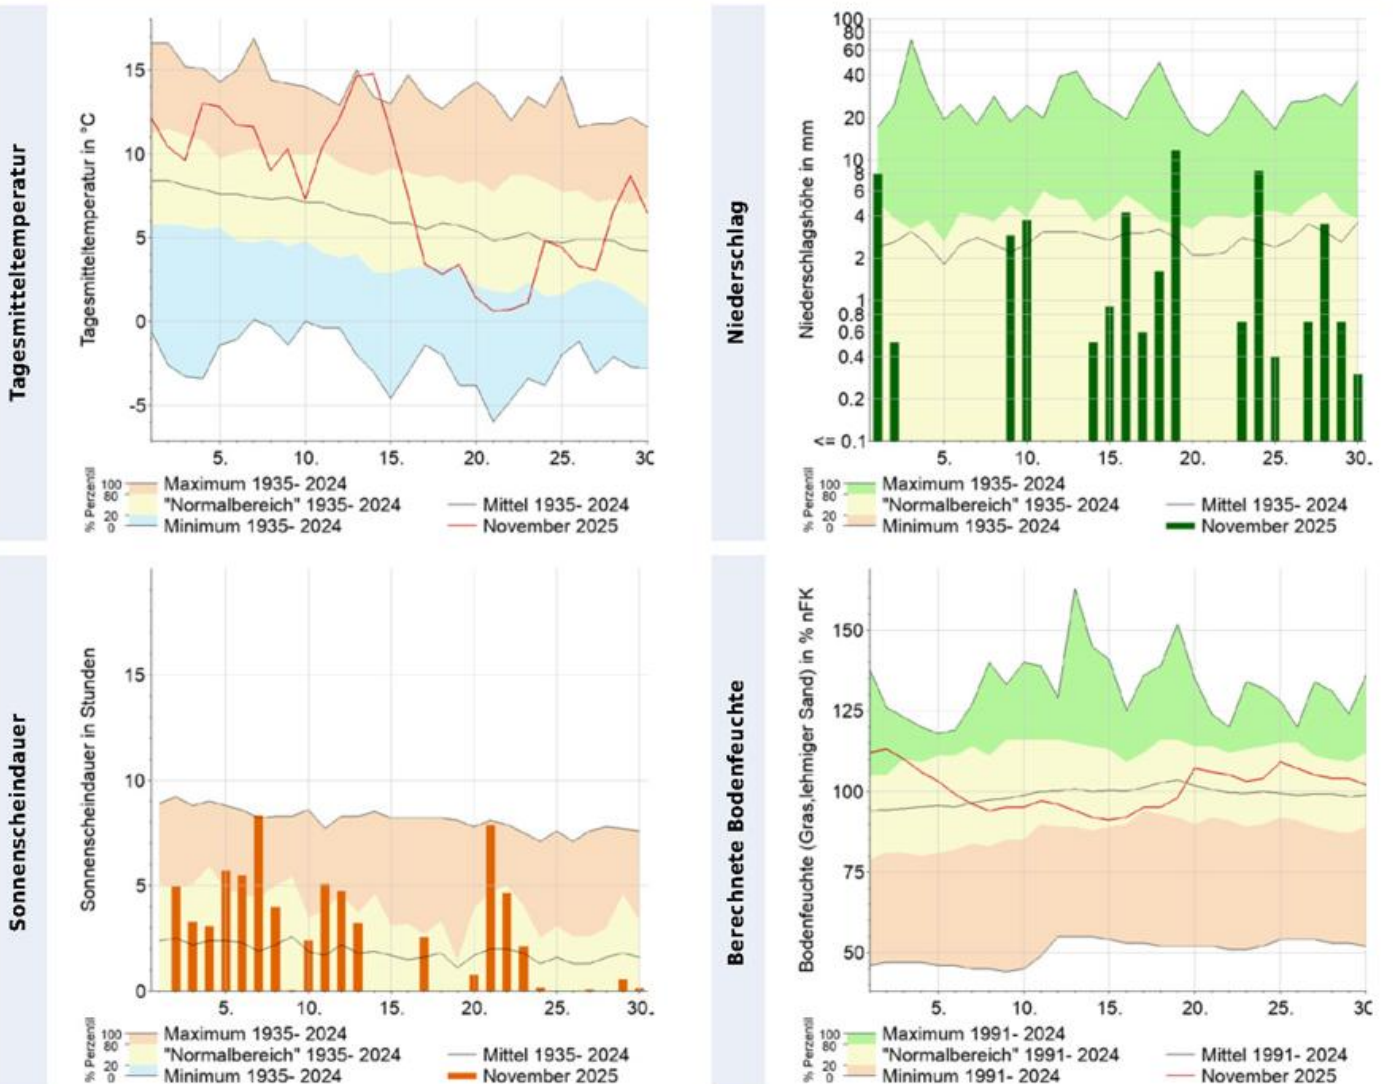 Tagesmitteltemperatur
Tagesmitteltemperatur in °C
15
10
5
0
-5
5. 10. 15. 20. 25. 30
% Perzentil
100
80
20
0
Maximum 1935- 2024
"Normalbereich" 1935- 2024
Minimum 1935- 2024
Mittel 1935- 2024
November 2025
Niederschlag
Niederschlagshöhe in mm
100
80
60
40
20
10
8
6
4
2
1
0.8
0.6
0.4
0.2
<= 0.1
5. 10. 15. 20. 25. 30.
% Perzentil
100
80
20
0
Maximum 1935- 2024
"Normalbereich" 1935- 2024
Minimum 1935- 2024
Mittel 1935- 2024
November 2025
Sonnenscheindauer
Sonnenscheindauer in Stunden
15
10
5
0
5. 10. 15. 20. 25. 30.
% Perzentil
100
80
20
0
Maximum 1935- 2024
"Normalbereich" 1935- 2024
Minimum 1935- 2024
Mittel 1935- 2024
November 2025
Berechnete Bodenfeuchte
Bodenfeuchte (Gras,lehmiger Sand) in % nFK
150
125
100
75
50
5. 10. 15. 20. 25. 30
% Perzentil
100
80
20
0
Maximum 1991- 2024
"Normalbereich" 1991- 2024
Minimum 1991- 2024
Mittel 1991- 2024
November 2025